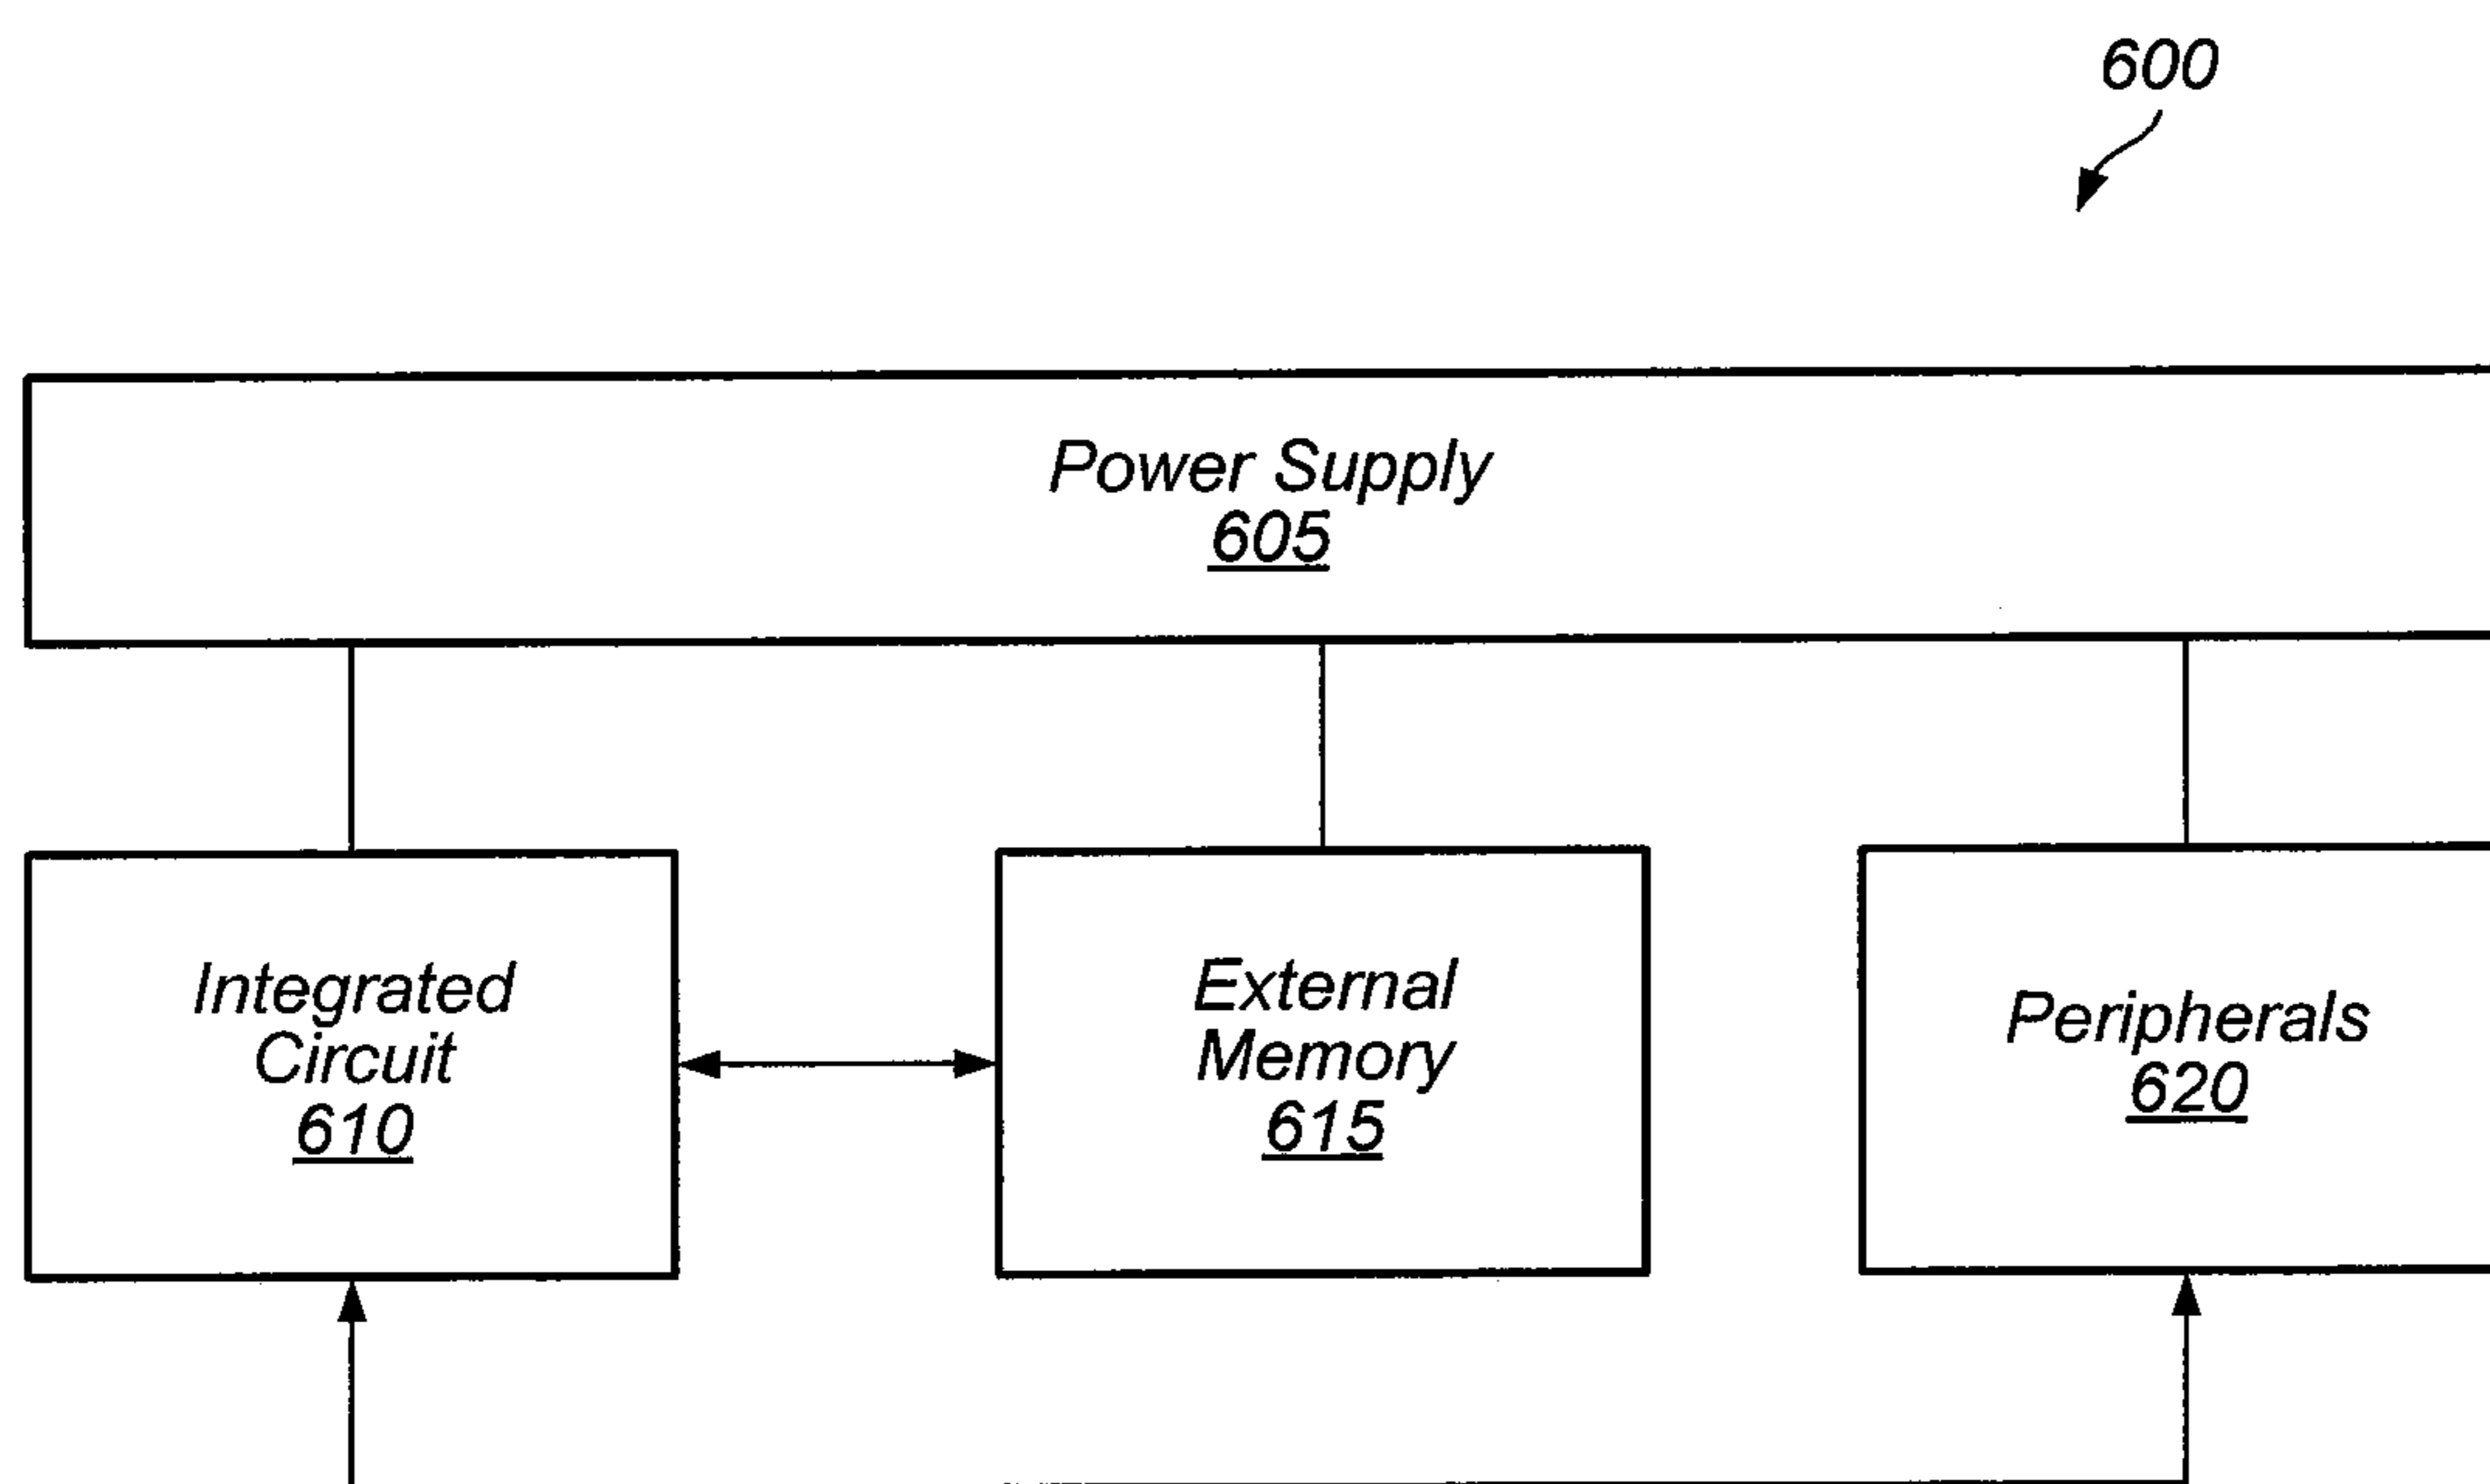 600
Power Supply
605
Integrated
Circuit
610
External
Memory
615
Peripherals
620